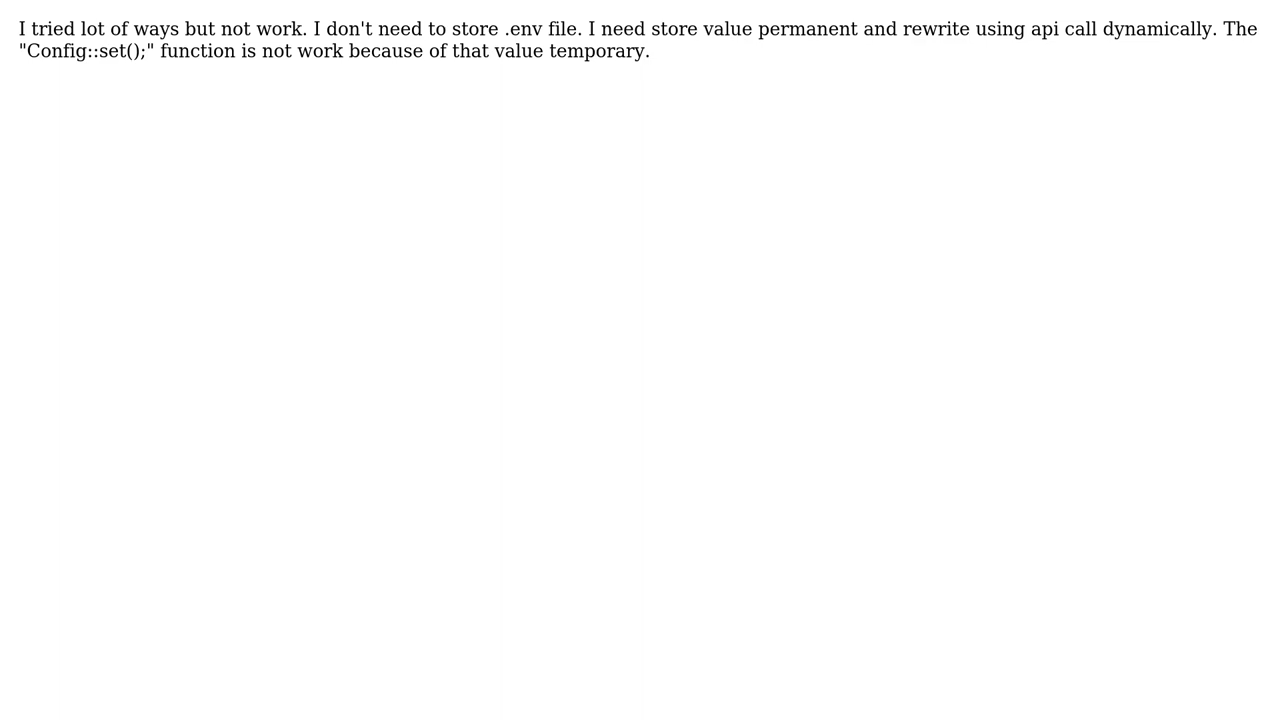 I tried lot of ways but not work. I don't need to store .env file. I need store value permanent and rewrite using api call dynamically. The
"Config::set();" function is not work because of that value temporary.